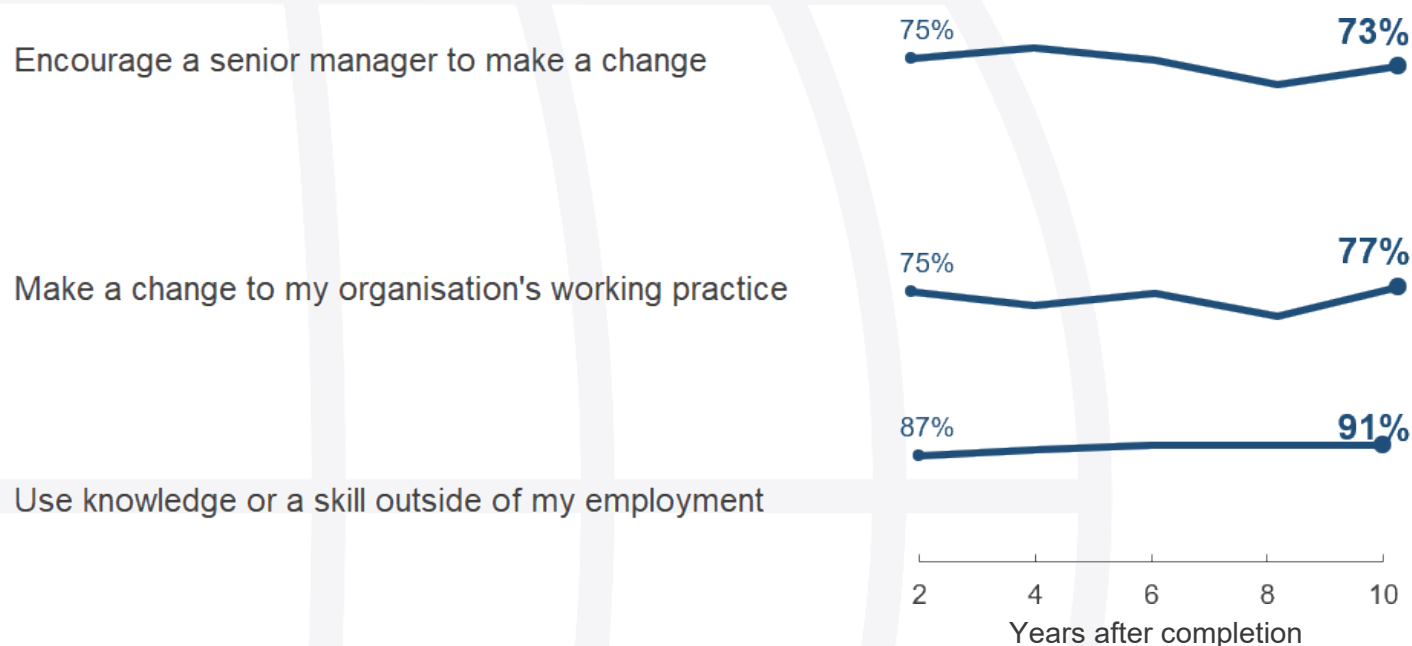 75%
73%
Encourage a senior manager to make a change
75%
77%
Make a change to my organisation's working practice
87%
91%
Use knowledge or a skill outside of my employment
2 4 6 8 10
Years after completion